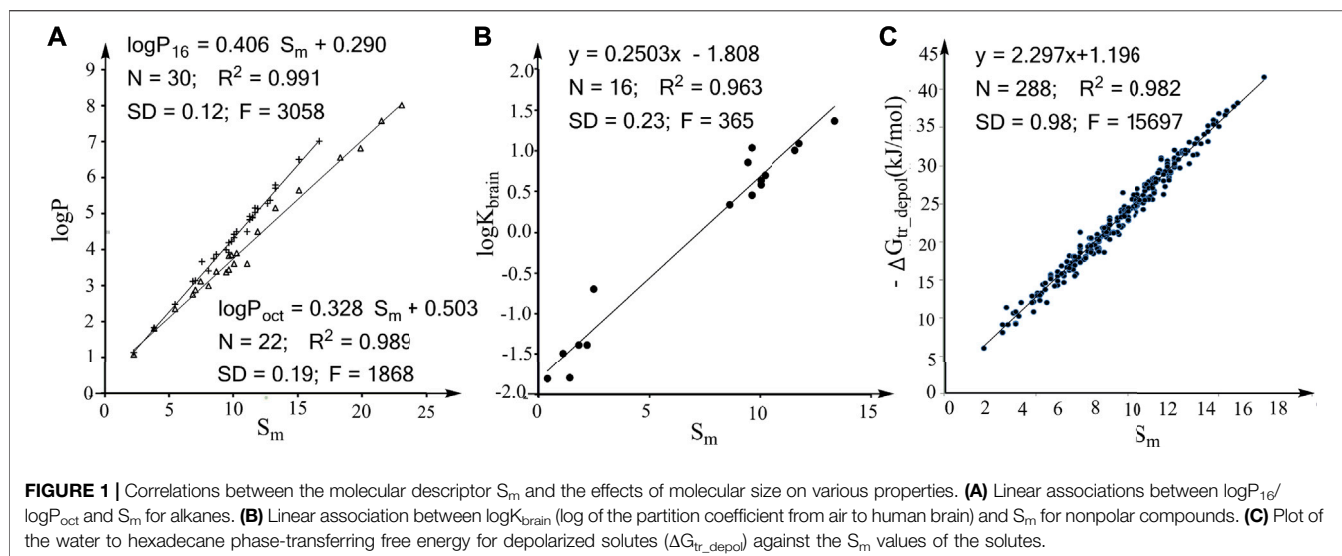 A
logP₁₆ = 0.406 Sₘ + 0.290
N = 30; R² = 0.991
SD = 0.12; F = 3058
9
8
7
6
5
4
3
2
1
0
logP
logPₒct = 0.328 Sₘ + 0.503
N = 22; R² = 0.989
SD = 0.19; F = 1868
0 5 10 15 20 25
Sₘ
B
y = 0.2503x - 1.808
N = 16; R² = 0.963
SD = 0.23; F = 365
2.0
1.5
1.0
0.5
0.0
-0.5
-1.0
-1.5
-2.0
logK_brain
0 5 10 15
Sₘ
C
y = 2.297x+1.196
N = 288; R² = 0.982
SD = 0.98; F = 15697
45
40
35
30
25
20
15
10
5
0
- ΔG_tr_depol(kJ/mol)
0 2 4 6 8 10 12 14 16 18
Sₘ
FIGURE 1 | Correlations between the molecular descriptor Sₘ and the effects of molecular size on various properties. (A) Linear associations between logP₁₆/
logPₒct and Sₘ for alkanes. (B) Linear association between logK_brain (log of the partition coefficient from air to human brain) and Sₘ for nonpolar compounds. (C) Plot of
the water to hexadecane phase-transferring free energy for depolarized solutes (ΔG_tr_depol) against the Sₘ values of the solutes.